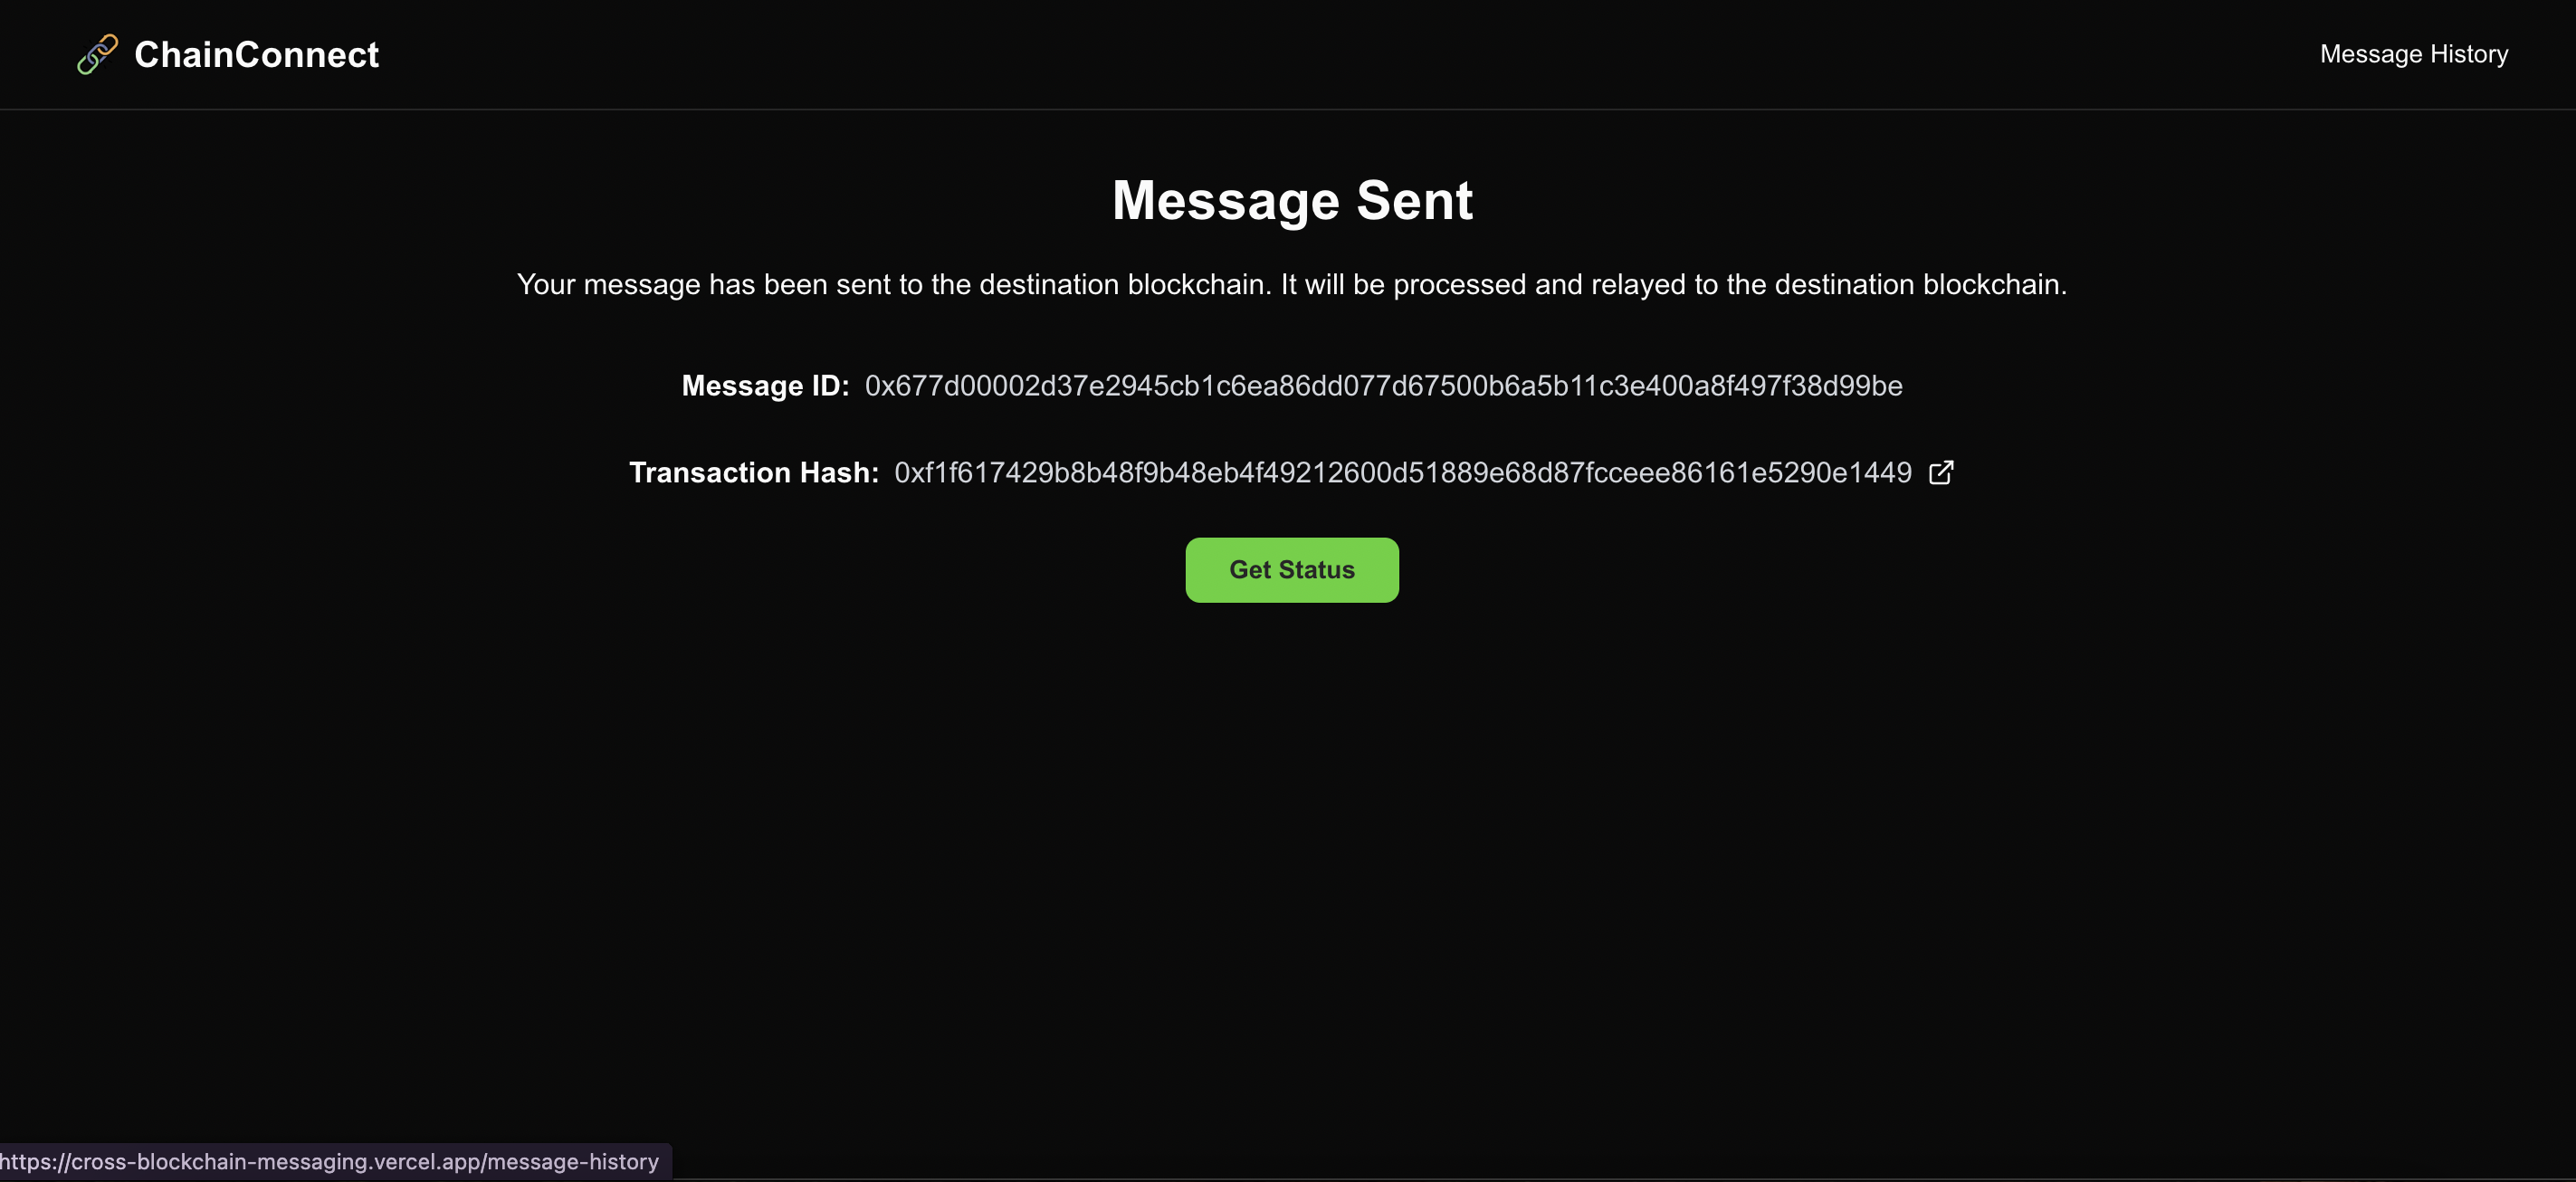 ChainConnect
Message History
Message Sent
Your message has been sent to the destination blockchain. It will be processed and relayed to the destination blockchain.
Message ID: 0x677d00002d37e2945cb1c6ea86dd077d67500b6a5b11c3e400a8f497f38d99be
Transaction Hash: 0xf1f617429b8b48f9b48eb4f49212600d51889e68d87fcceee86161e5290e1449
Get Status
https://cross-blockchain-messaging.vercel.app/message-history